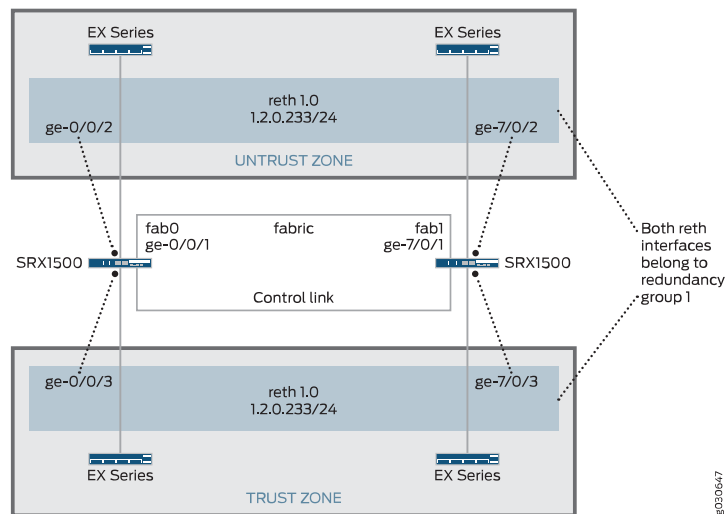 EX Series
EX Series
reth 1.0
1.2.0.233/24
ge-0/0/2
ge-7/0/2
UNTRUST ZONE
fab0
ge-0/0/1
fabric
fab1
ge-7/0/1
SRX1500
SRX1500
Control link
Both reth
interfaces
belong to
redundancy
group 1
ge-0/0/3
ge-7/0/3
reth 1.0
1.2.0.233/24
EX Series
EX Series
TRUST ZONE
g030647